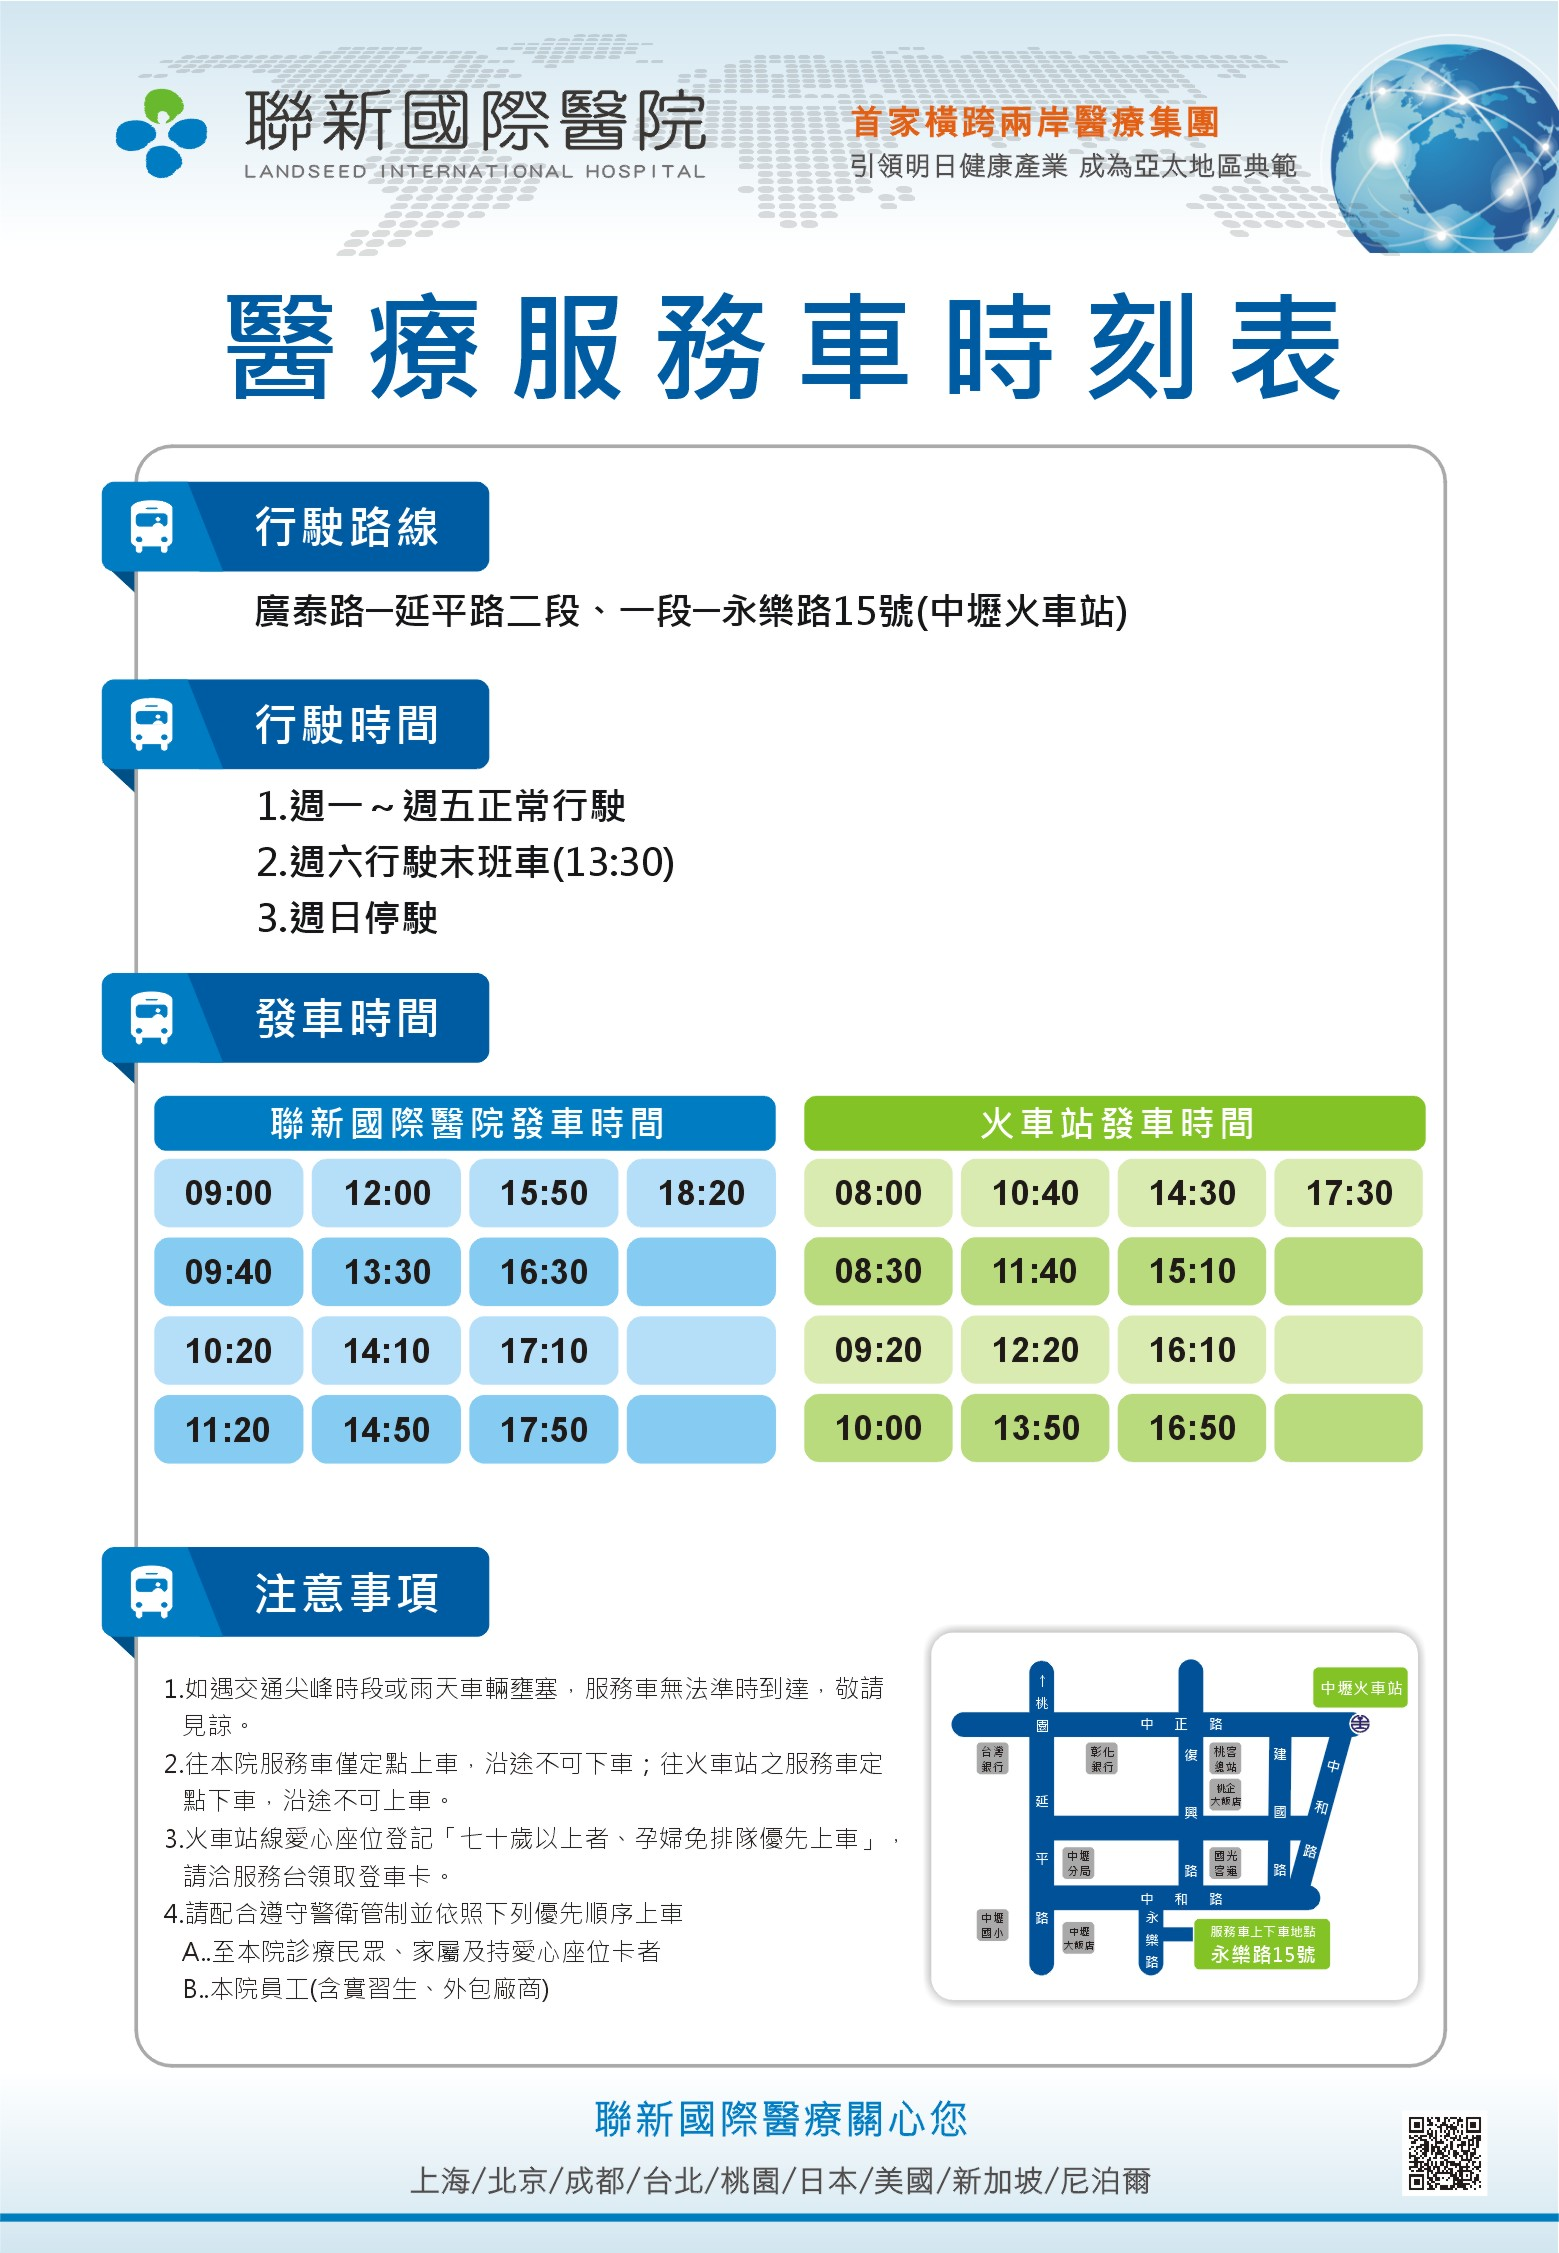 聯新國際醫院
LANDSEED INTERNATIONAL HOSPITAL
首家橫跨兩岸醫療集團
引領明日健康產業 成為亞太地區典範
醫療服務車時刻表
行駛路線
廣泰路─延平路二段、一段─永樂路15號(中壢火車站)
行駛時間
1.週一～週五正常行駛
2.週六行駛末班車(13:30)
3.週日停駛
發車時間
聯新國際醫院發車時間
09:00 12:00 15:50 18:20
09:40 13:30 16:30
10:20 14:10 17:10
11:20 14:50 17:50
火車站發車時間
08:00 10:40 14:30 17:30
08:30 11:40 15:10
09:20 12:20 16:10
10:00 13:50 16:50
注意事項
1.如遇交通尖峰時段或雨天車輛壅塞，服務車無法準時到達，敬請
見諒。
2.往本院服務車僅定點上車，沿途不可下車；往火車站之服務車定
點下車，沿途不可上車。
3.火車站線愛心座位登記「七十歲以上者、孕婦免排隊優先上車」，
請洽服務台領取登車卡。
4.請配合遵守警衛管制並依照下列優先順序上車
A..至本院診療民眾、家屬及持愛心座位卡者
B..本院員工(含實習生、外包廠商)
↑桃園
中正路
中壢火車站
台灣
銀行
彰化
銀行
復興路
桃客
總站
桃企
大飯店
建國路
中和路
延平路
中壢
分局
國光
客運
中和路
中壢
國小
中壢
大飯店
永樂路
服務車上下車地點
永樂路15號
聯新國際醫療關心您
上海/北京/成都/台北/桃園/日本/美國/新加坡/尼泊爾